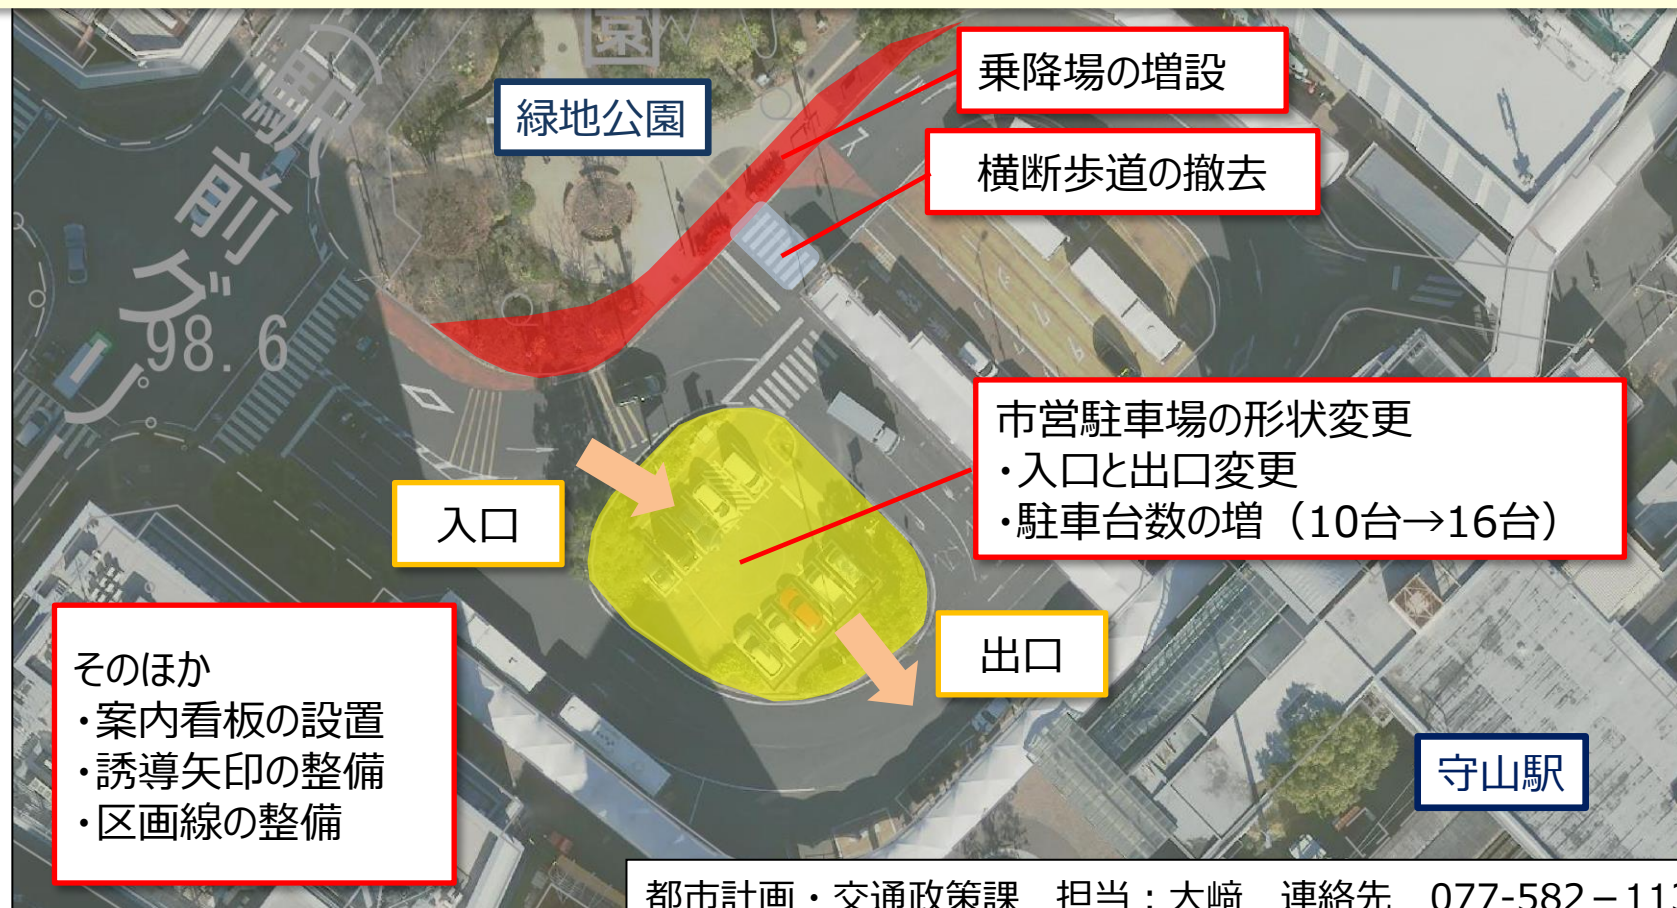 園
駅前グ
98.6
緑地公園
乗降場の増設
横断歩道の撤去
市営駐車場の形状変更
・入口と出口変更
・駐車台数の増（10台→16台）
入口
出口
そのほか
・案内看板の設置
・誘導矢印の整備
・区画線の整備
守山駅
都市計画・交通政策課　担当：大﨑　連絡先　077-582－113